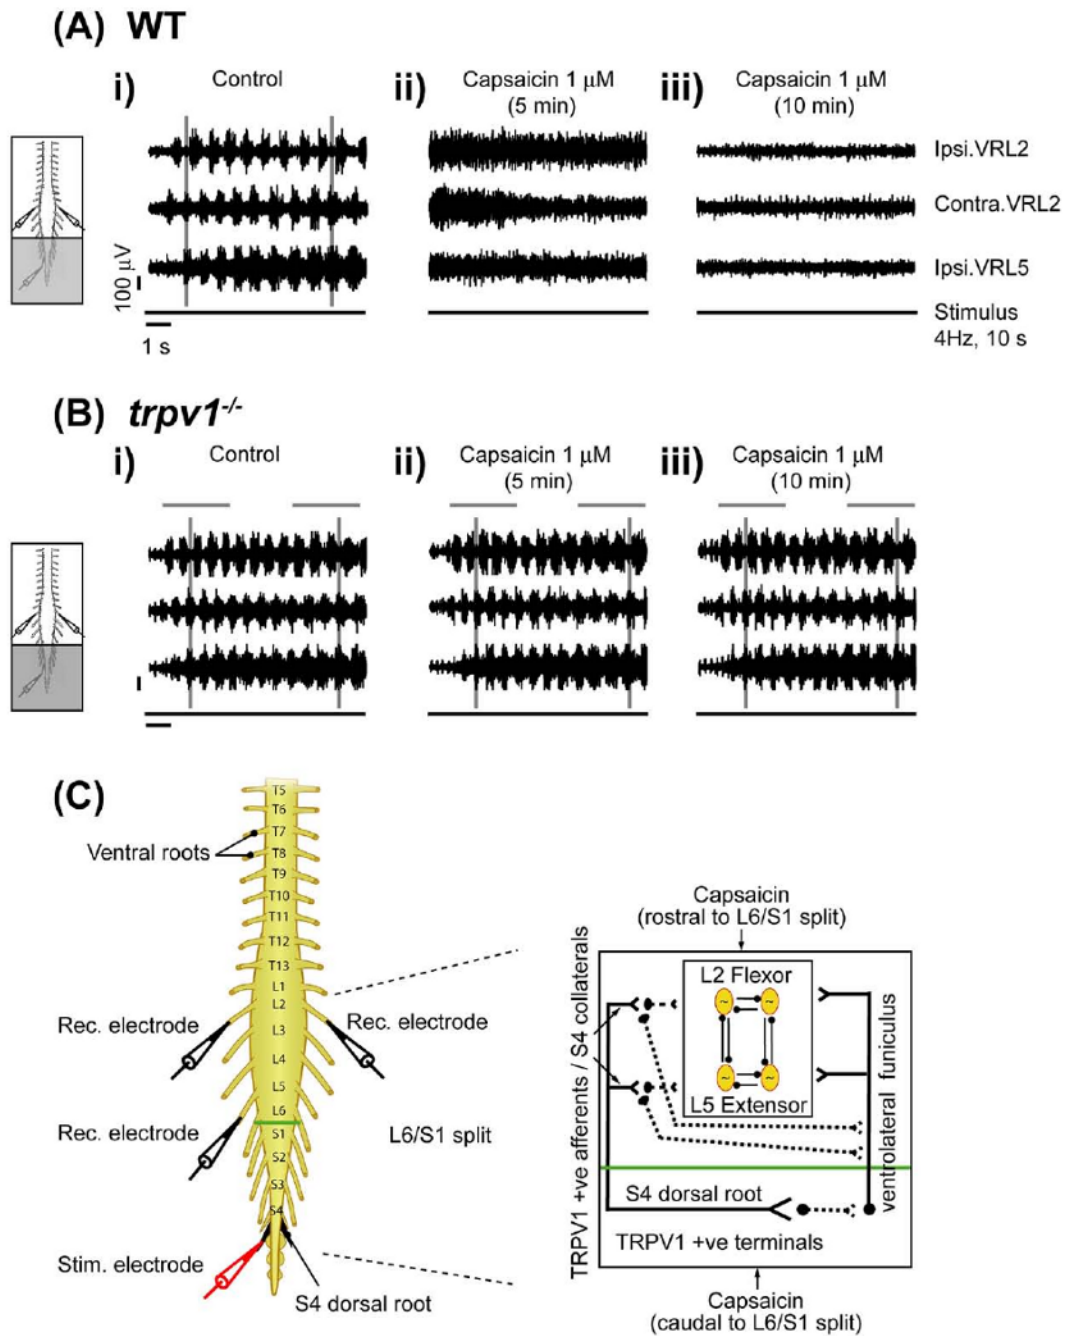 (A) WT
i)
Control
ii)
Capsaicin 1 μM
(5 min)
iii)
Capsaicin 1 μM
(10 min)
Ipsi.VRL2
Contra.VRL2
Ipsi.VRL5
100 μV
Stimulus
4Hz, 10 s
1 s
(B) trpv1-/-
i)
Control
ii)
Capsaicin 1 μM
(5 min)
iii)
Capsaicin 1 μM
(10 min)
(C)
T5
T6
T7
T8
T9
T10
T11
T12
T13
L1
L2
L3
L4
L5
L6
S1
S2
S3
S4
Ventral roots
Rec. electrode
Rec. electrode
Rec. electrode
L6/S1 split
Stim. electrode
S4 dorsal root
Capsaicin
(rostral to L6/S1 split)
TRPV1 +ve afferents / S4 collaterals
L2 Flexor
~ ~
~ ~
L5 Extensor
ventrolateral funiculus
S4 dorsal root
TRPV1 +ve terminals
Capsaicin
(caudal to L6/S1 split)